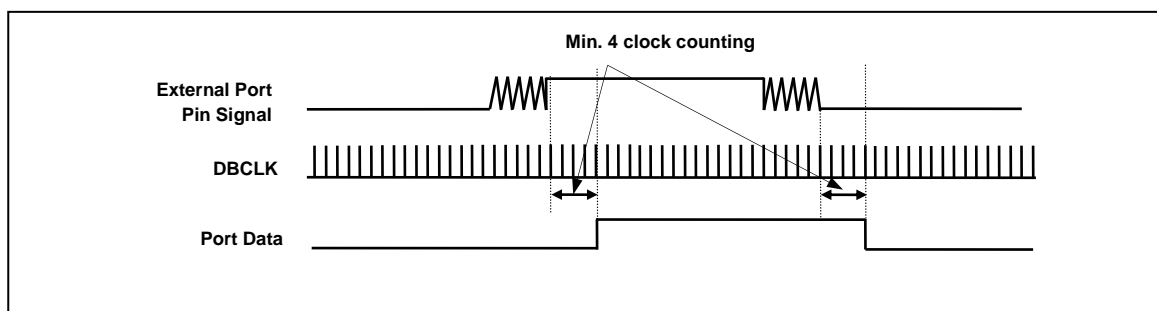 Min. 4 clock counting
External Port
Pin Signal
DBCLK
Port Data